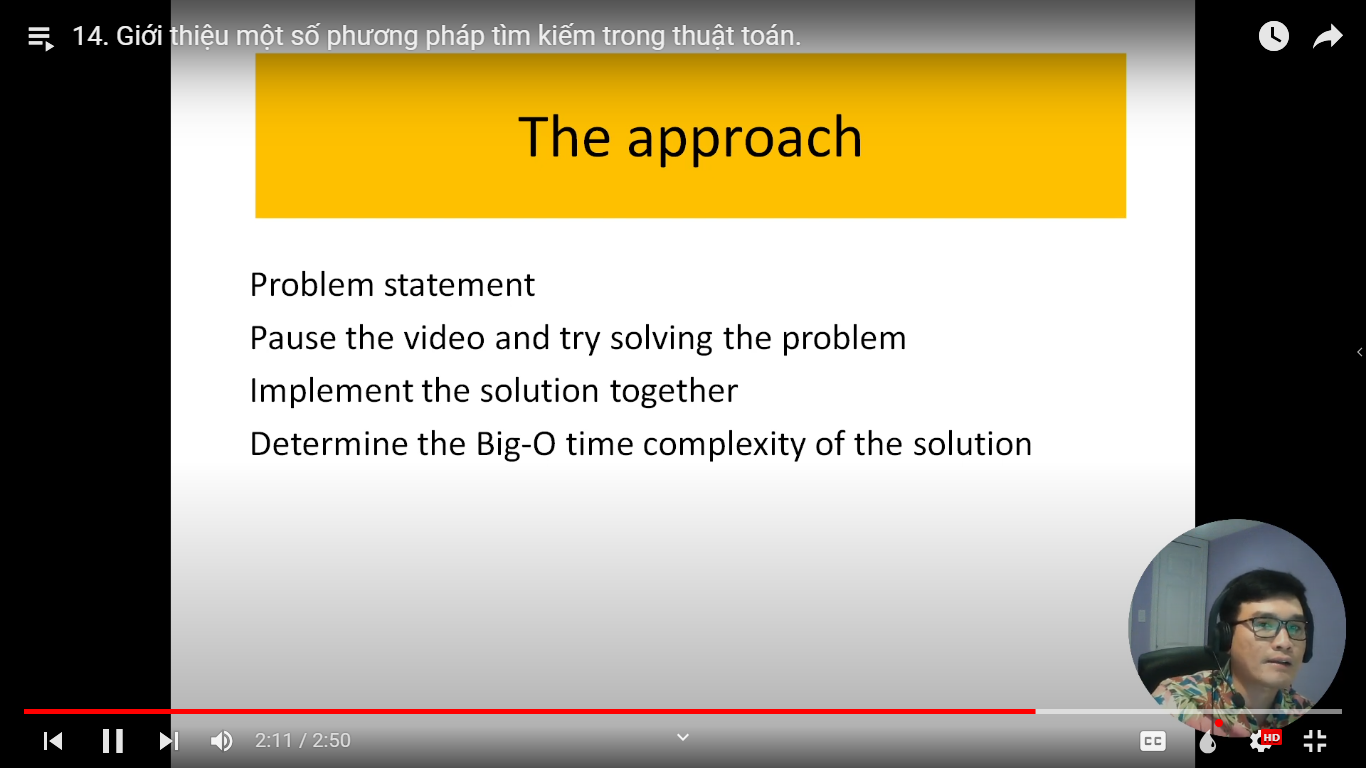 14. Giới thiệu một số phương pháp tìm kiếm trong thuật toán.
The approach
Problem statement
Pause the video and try solving the problem
Implement the solution together
Determine the Big-O time complexity of the solution
2:11 / 2:50
CC
HD